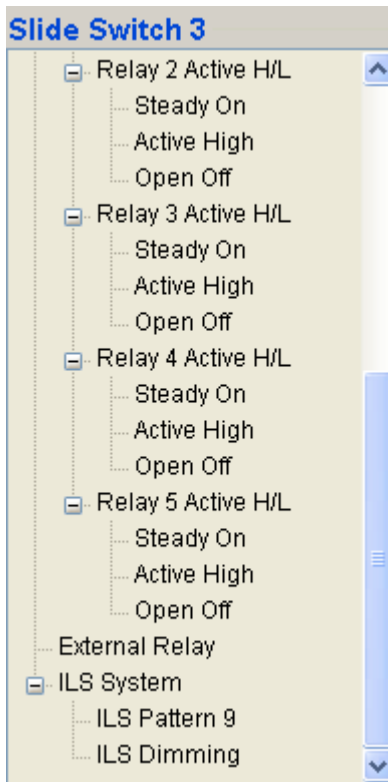 Slide Switch 3
Relay 2 Active H/L
Steady On
Active High
Open Off
Relay 3 Active H/L
Steady On
Active High
Open Off
Relay 4 Active H/L
Steady On
Active High
Open Off
Relay 5 Active H/L
Steady On
Active High
Open Off
External Relay
ILS System
ILS Pattern 9
ILS Dimming